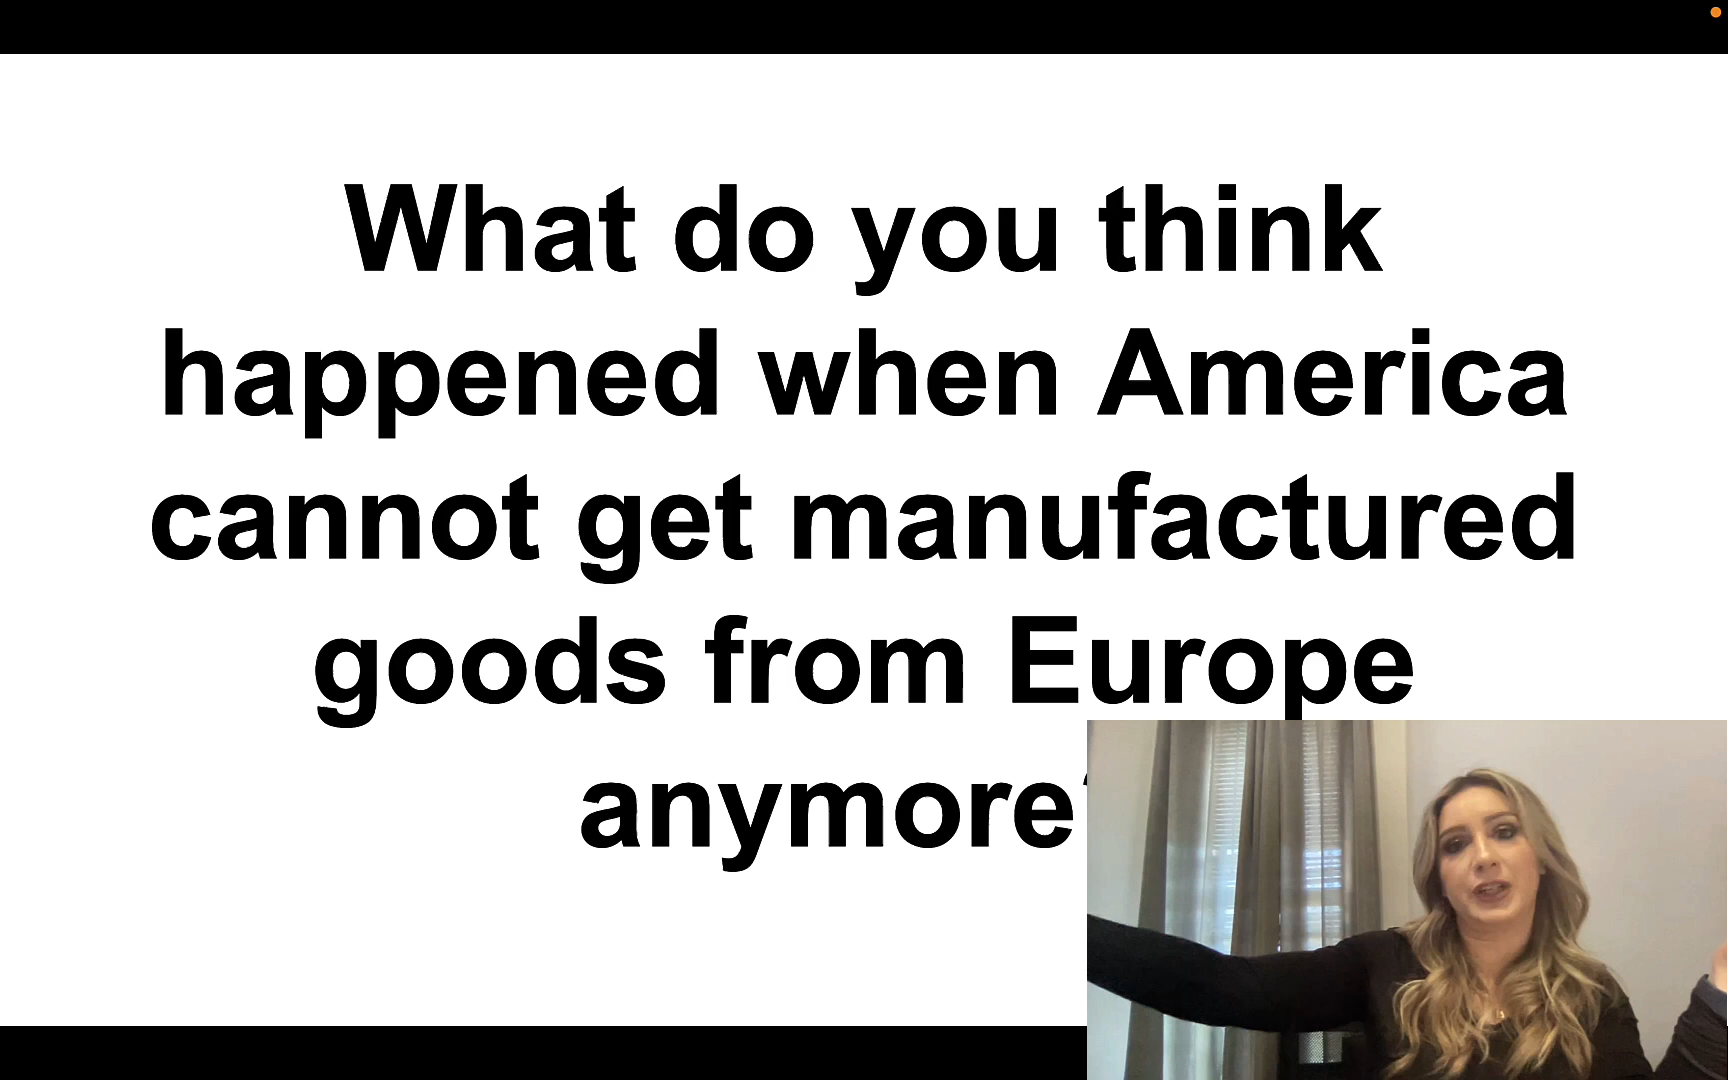 What do you think
happened when America
cannot get manufactured
goods from Europe
anymore